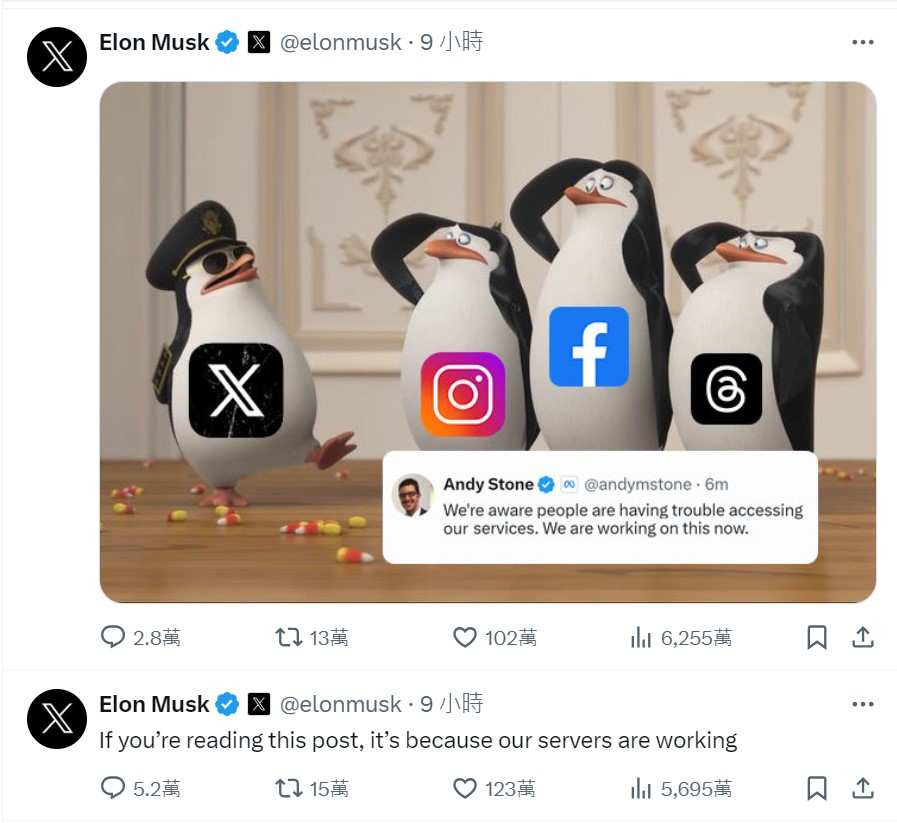 Elon Musk @elonmusk · 9 小時
Andy Stone @andymstone · 6m
We're aware people are having trouble accessing
our services. We are working on this now.
2.8萬 13萬 102萬 6,255萬
Elon Musk @elonmusk · 9 小時
If you’re reading this post, it’s because our servers are working
5.2萬 15萬 123萬 5,695萬